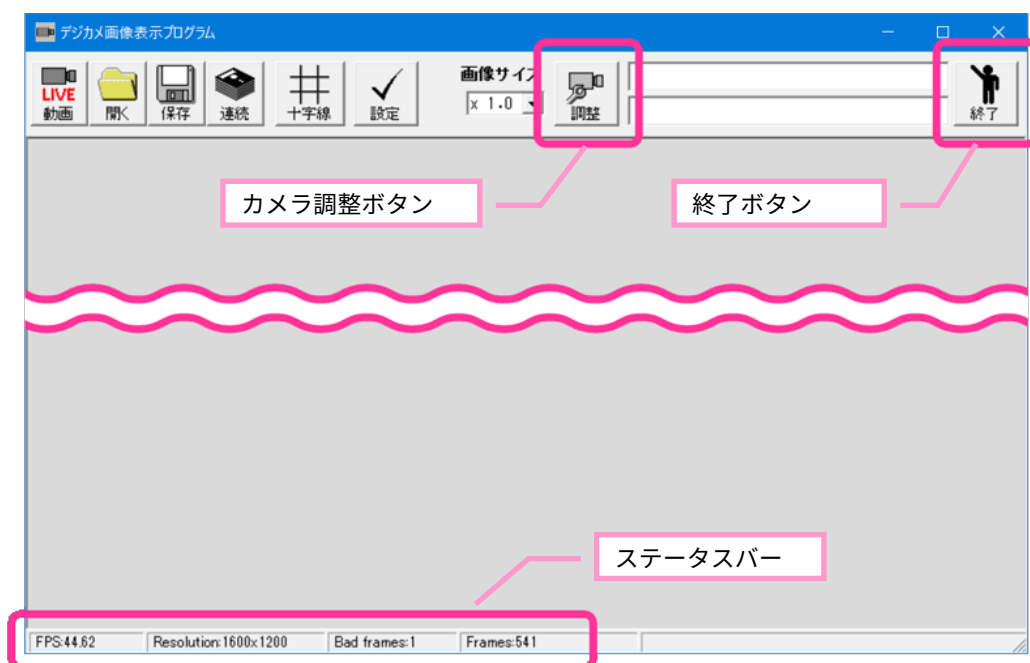 デジカメ画像表示プログラム
LIVE
動画
開く
保存
連続
十字線
設定
画像サイズ
x 1.0
調整
終了
カメラ調整ボタン
終了ボタン
ステータスバー
FPS:44.62
Resolution:1600x1200
Bad frames:1
Frames:541